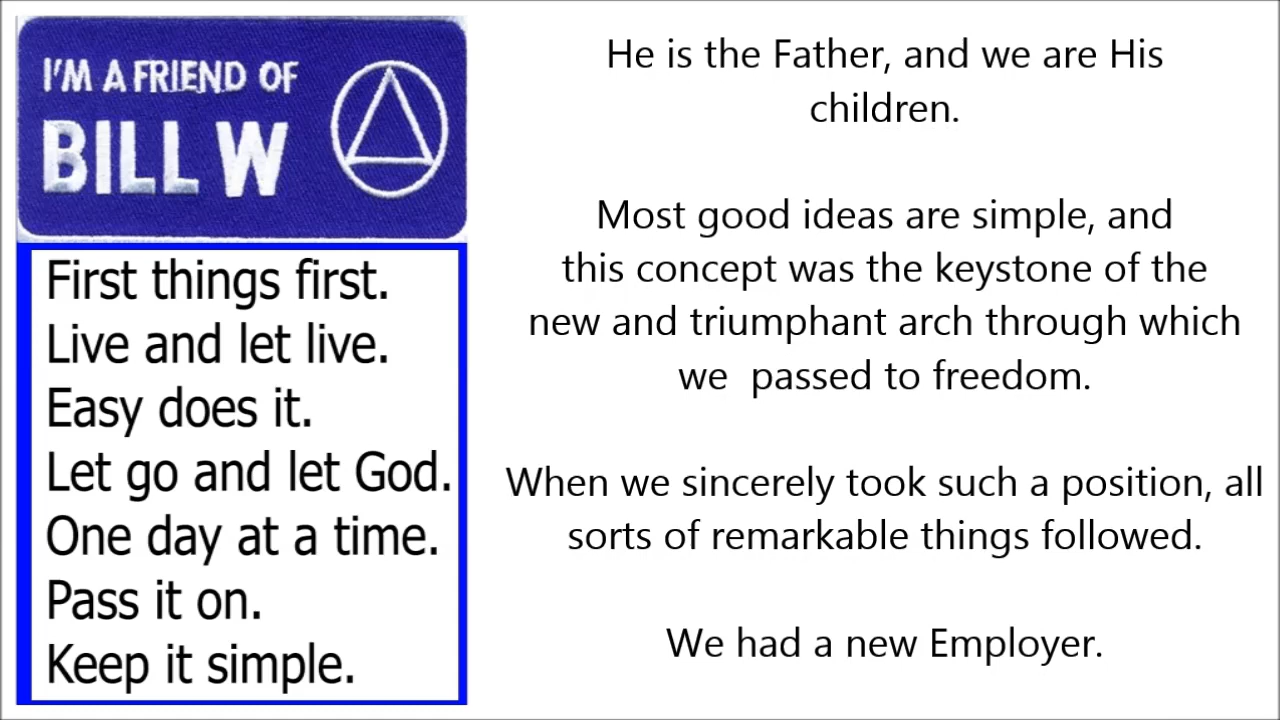 I'M A FRIEND OF
BILL W
First things first.
Live and let live.
Easy does it.
Let go and let God.
One day at a time.
Pass it on.
Keep it simple.
He is the Father, and we are His
children.
Most good ideas are simple, and
this concept was the keystone of the
new and triumphant arch through which
we  passed to freedom.
When we sincerely took such a position, all
sorts of remarkable things followed.
We had a new Employer.